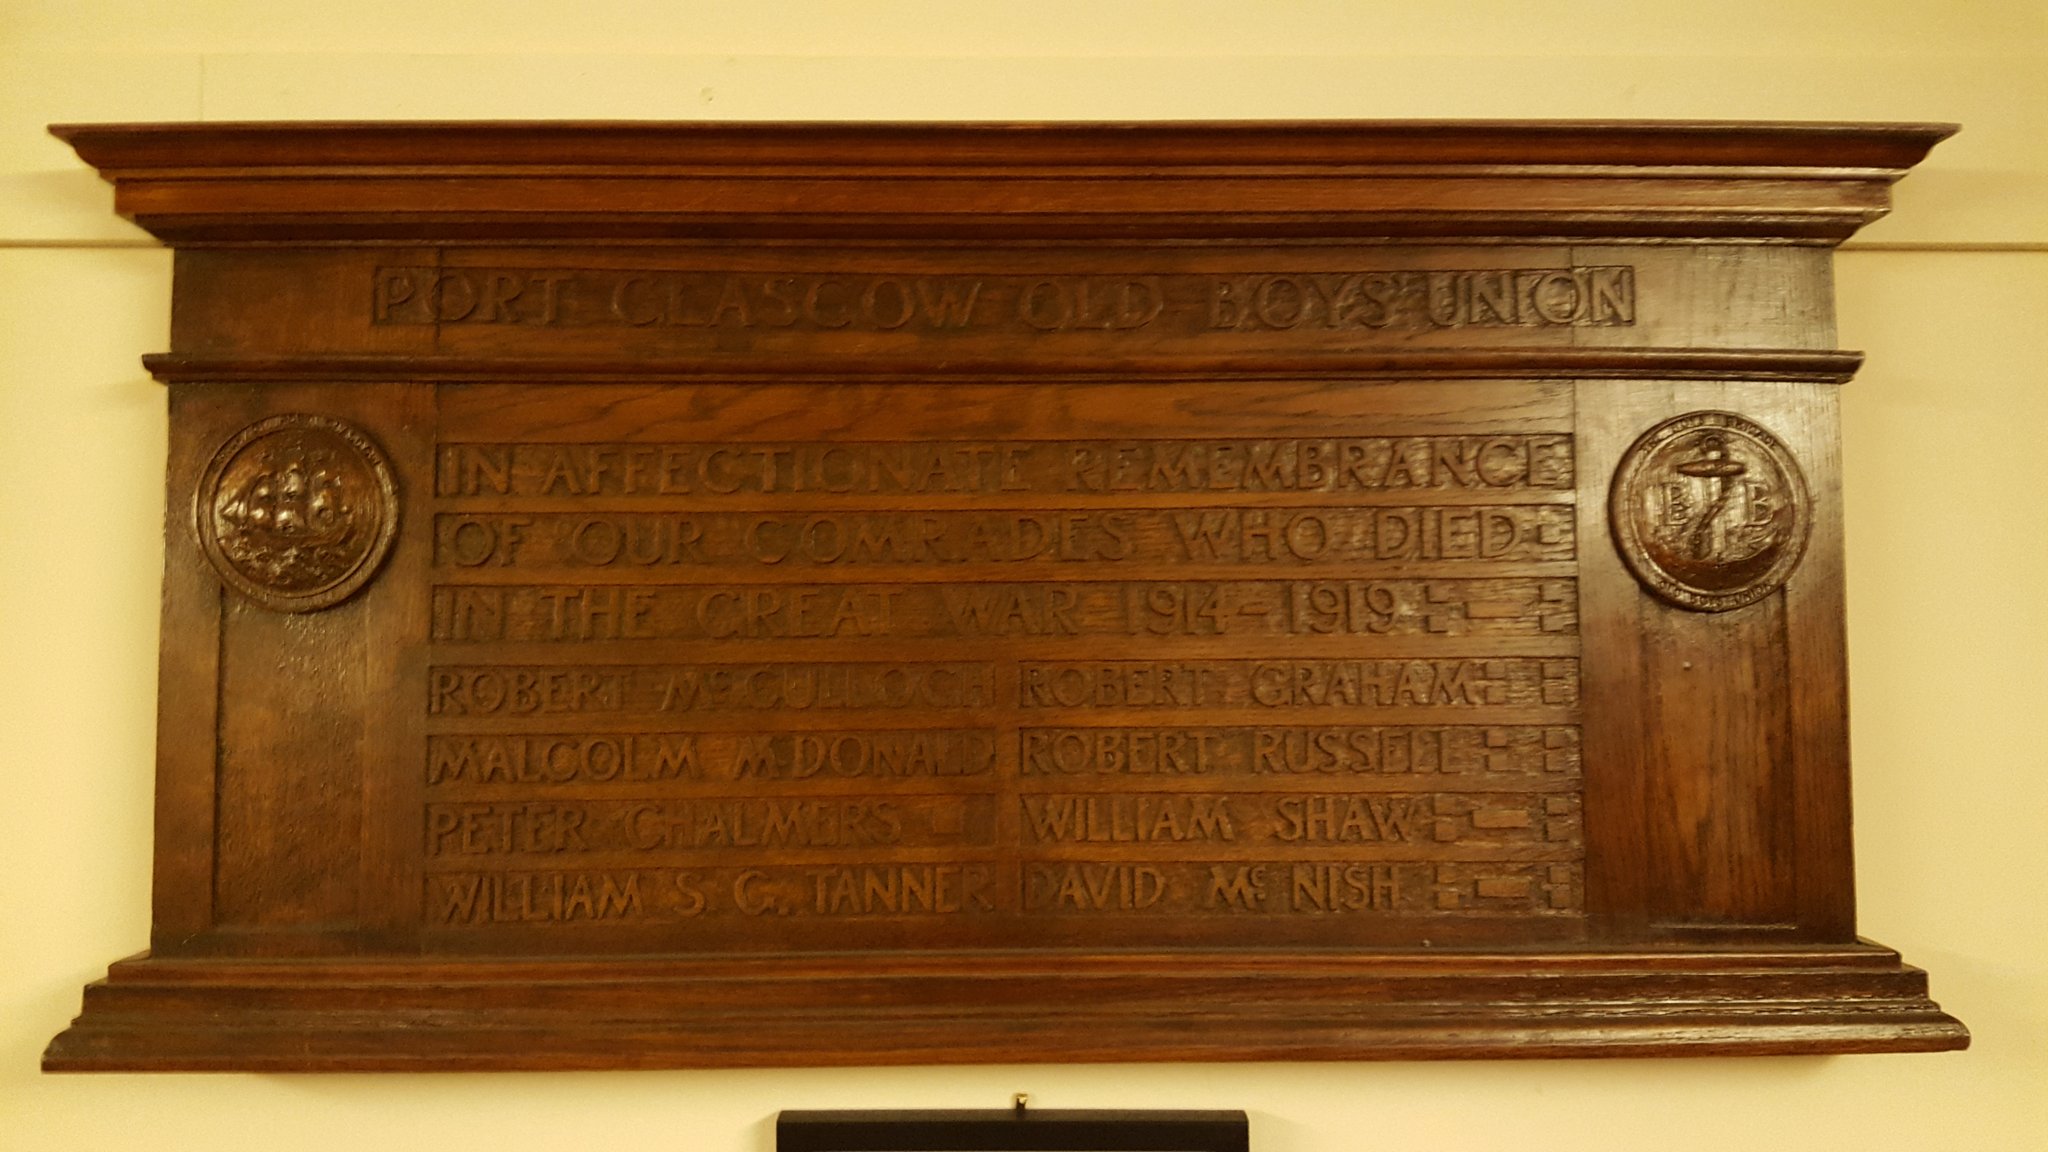 PORT GLASGOW OLD BOYS' UNION
IN AFFECTIONATE REMEMBRANCE
OF OUR COMRADES WHO DIED
IN THE GREAT WAR 1914-1919
ROBERT McCULLOCH ROBERT GRAHAM
MALCOLM McDONALD ROBERT RUSSELL
PETER CHALMERS WILLIAM SHAW
WILLIAM S. G. TANNER DAVID McNISH
B B